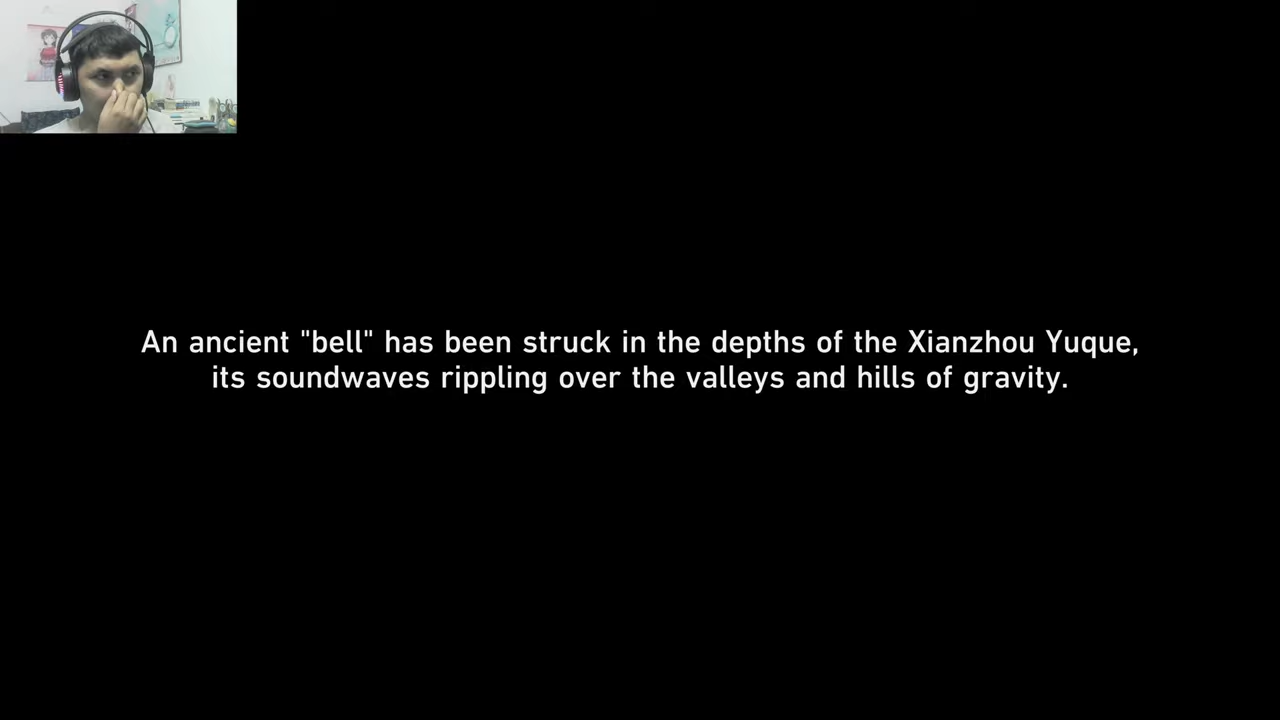 An ancient "bell" has been struck in the depths of the Xianzhou Yuque,
its soundwaves rippling over the valleys and hills of gravity.